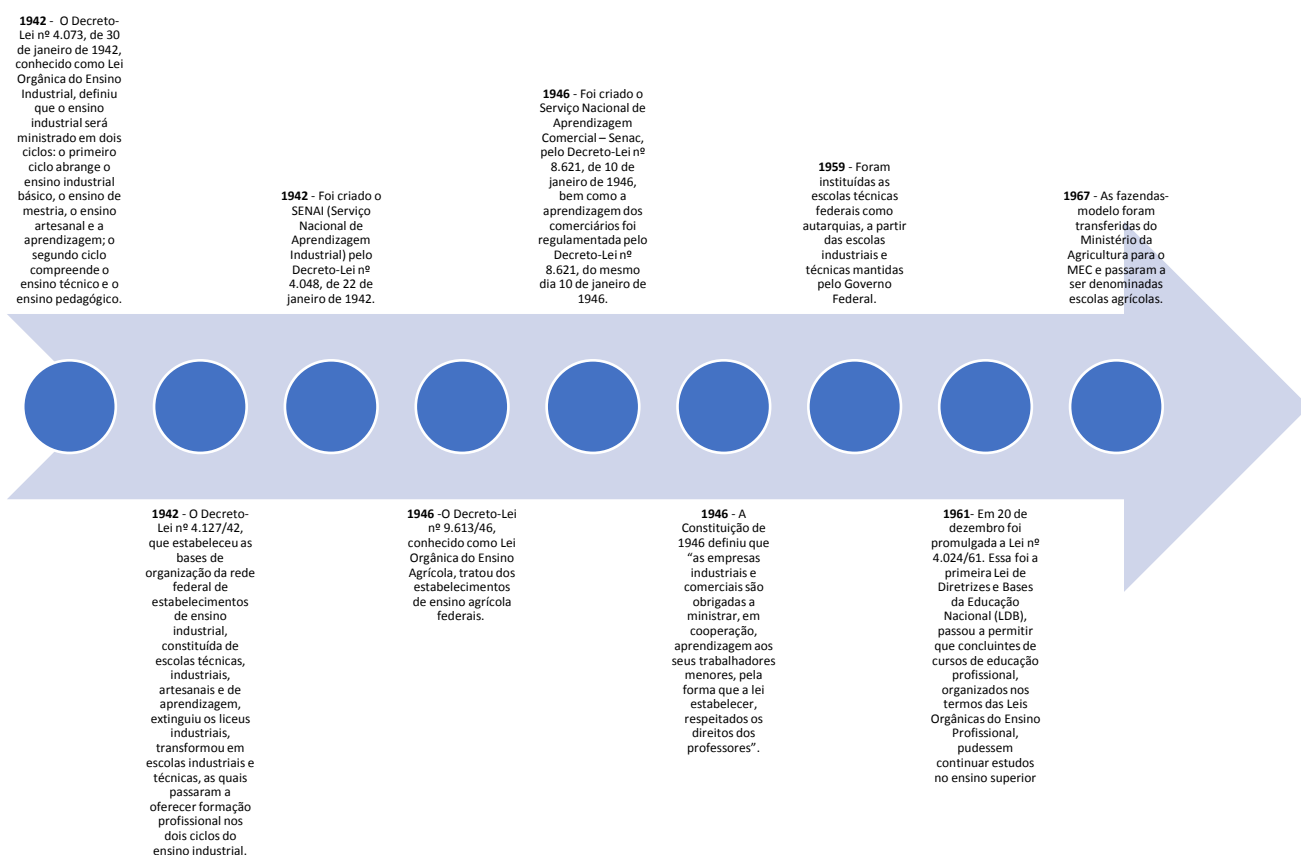 1942 - O Decreto-
Lei nº 4.073, de 30
de janeiro de 1942,
conhecido como Lei
Orgânica do Ensino
Industrial, definiu
que o ensino
industrial será
ministrado em dois
ciclos: o primeiro
ciclo abrange o
ensino industrial
básico, o ensino de
mestria, o ensino
artesanal e a
aprendizagem; o
segundo ciclo
compreende o
ensino técnico e o
ensino pedagógico.
1942 - O Decreto-
Lei nº 4.127/42,
que estabeleceu as
bases de
organização da rede
federal de
estabelecimentos
de ensino
industrial,
constituída de
escolas técnicas,
industriais,
artesanais e de
aprendizagem,
extinguiu os liceus
industriais,
transformou em
escolas industriais e
técnicas, as quais
passaram a
oferecer formação
profissional nos
dois ciclos do
ensino industrial.
1942 - Foi criado o
SENAI (Serviço
Nacional de
Aprendizagem
Industrial) pelo
Decreto-Lei nº
4.048, de 22 de
janeiro de 1942.
1946 -O Decreto-Lei
nº 9.613/46,
conhecido como Lei
Orgânica do Ensino
Agrícola, tratou dos
estabelecimentos
de ensino agrícola
federais.
1946 - Foi criado o
Serviço Nacional de
Aprendizagem
Comercial – Senac,
pelo Decreto-Lei nº
8.621, de 10 de
janeiro de 1946,
bem como a
aprendizagem dos
comerciários foi
regulamentada pelo
Decreto-Lei nº
8.621, do mesmo
dia 10 de janeiro de
1946.
1946 - A
Constituição de
1946 definiu que
“as empresas
industriais e
comerciais são
obrigadas a
ministrar, em
cooperação,
aprendizagem aos
seus trabalhadores
menores, pela
forma que a lei
estabelecer,
respeitados os
direitos dos
professores”.
1959 - Foram
instituídas as
escolas técnicas
federais como
autarquias, a partir
das escolas
industriais e
técnicas mantidas
pelo Governo
Federal.
1961- Em 20 de
dezembro foi
promulgada a Lei nº
4.024/61. Essa foi a
primeira Lei de
Diretrizes e Bases
da Educação
Nacional (LDB),
passou a permitir
que concluintes de
cursos de educação
profissional,
organizados nos
termos das Leis
Orgânicas do Ensino
Profissional,
pudessem
continuar estudos
no ensino superior
1967 - As fazendas-
modelo foram
transferidas do
Ministério da
Agricultura para o
MEC e passaram a
ser denominadas
escolas agrícolas.